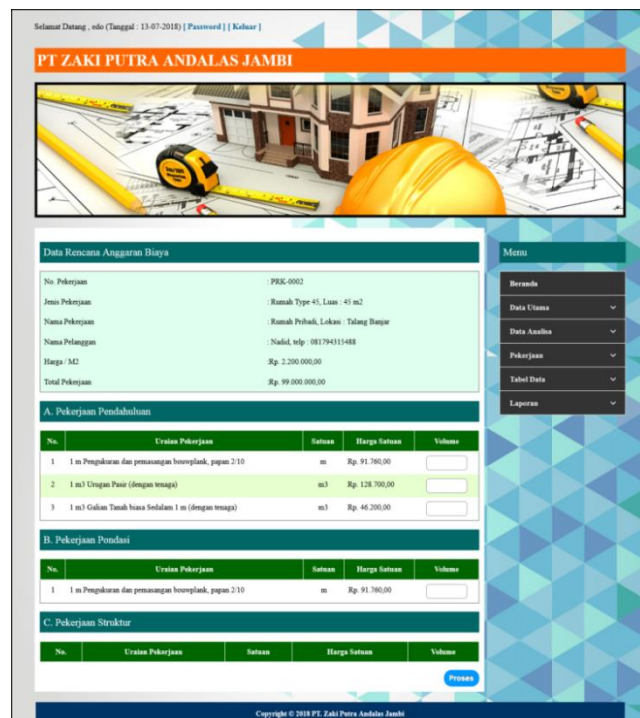 Selamat Datang , edo (Tanggal : 13-07-2018) [ Password ] [ Keluar ]
PT ZAKI PUTRA ANDALAS JAMBI
Data Rencana Anggaran Biaya
No. Pekerjaan : PRK-0002
Jenis Pekerjaan : Rumah Type 45, Luas : 45 m2
Nama Pekerjaan : Rumah Pribadi, Lokasi : Talang Banjar
Nama Pelanggan : Nadid, telp : 081794315488
Harga / M2 :Rp. 2.200.000,00
Total Pekerjaan :Rp. 99.000.000,00
A. Pekerjaan Pendahuluan
No. Uraian Pekerjaan Satuan Harga Satuan Volume
1 1 m Pengukuran dan pemasangan bouwplank, papan 2/10 m Rp. 91.760,00
2 1 m3 Urugan Pasir (dengan tenaga) m3 Rp. 128.700,00
3 1 m3 Galian Tanah biasa Sedalam 1 m (dengan tenaga) m3 Rp. 46.200,00
B. Pekerjaan Pondasi
No. Uraian Pekerjaan Satuan Harga Satuan Volume
1 1 m Pengukuran dan pemasangan bouwplank, papan 2/10 m Rp. 91.760,00
C. Pekerjaan Struktur
No. Uraian Pekerjaan Satuan Harga Satuan Volume
Proses
Menu
Beranda
Data Utama
Data Analisa
Pekerjaan
Tabel Data
Laporan
Copyright © 2018 PT. Zaki Putra Andalas Jambi